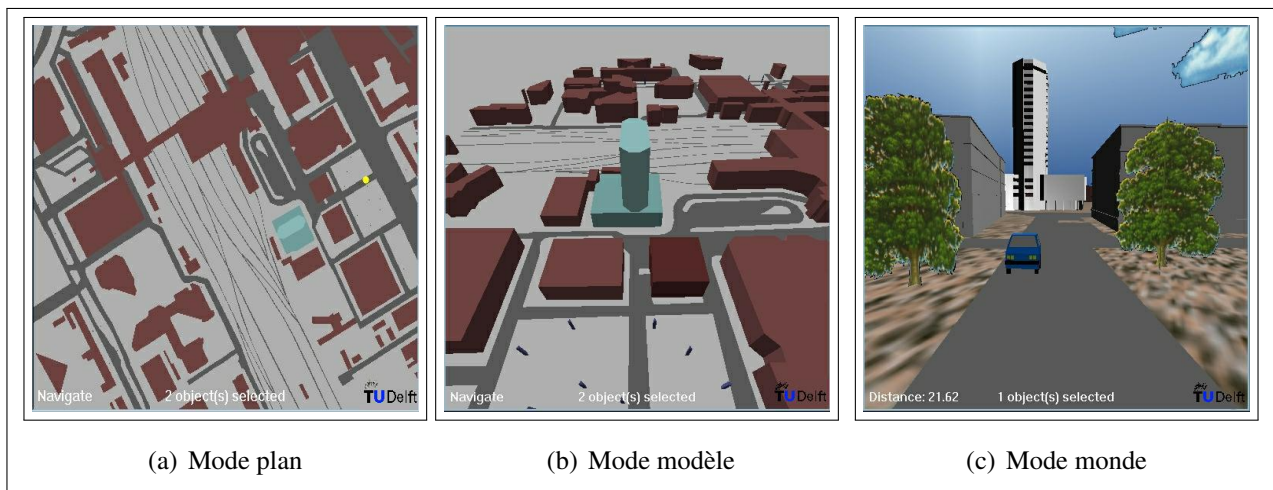 Navigate 2 object(s) selected TUDelft
Navigate 2 object(s) selected TUDelft
Distance: 21.62 1 object(s) selected TUDelft
(a) Mode plan
(b) Mode modèle
(c) Mode monde